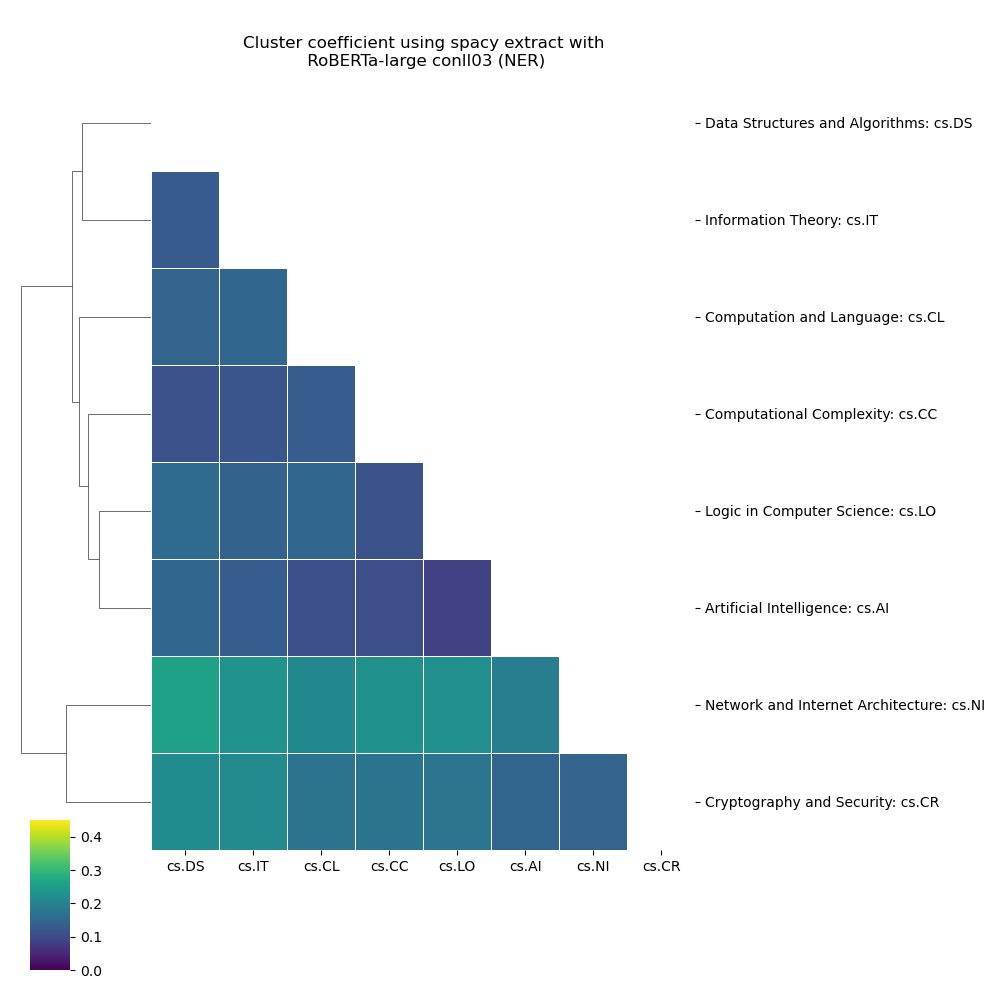 Cluster coefficient using spacy extract with
RoBERTa-large conll03 (NER)
Data Structures and Algorithms: cs.DS
Information Theory: cs.IT
Computation and Language: cs.CL
Computational Complexity: cs.CC
Logic in Computer Science: cs.LO
Artificial Intelligence: cs.AI
Network and Internet Architecture: cs.NI
Cryptography and Security: cs.CR
cs.DS cs.IT cs.CL cs.CC cs.LO cs.AI cs.NI cs.CR
0.4
0.3
0.2
0.1
0.0